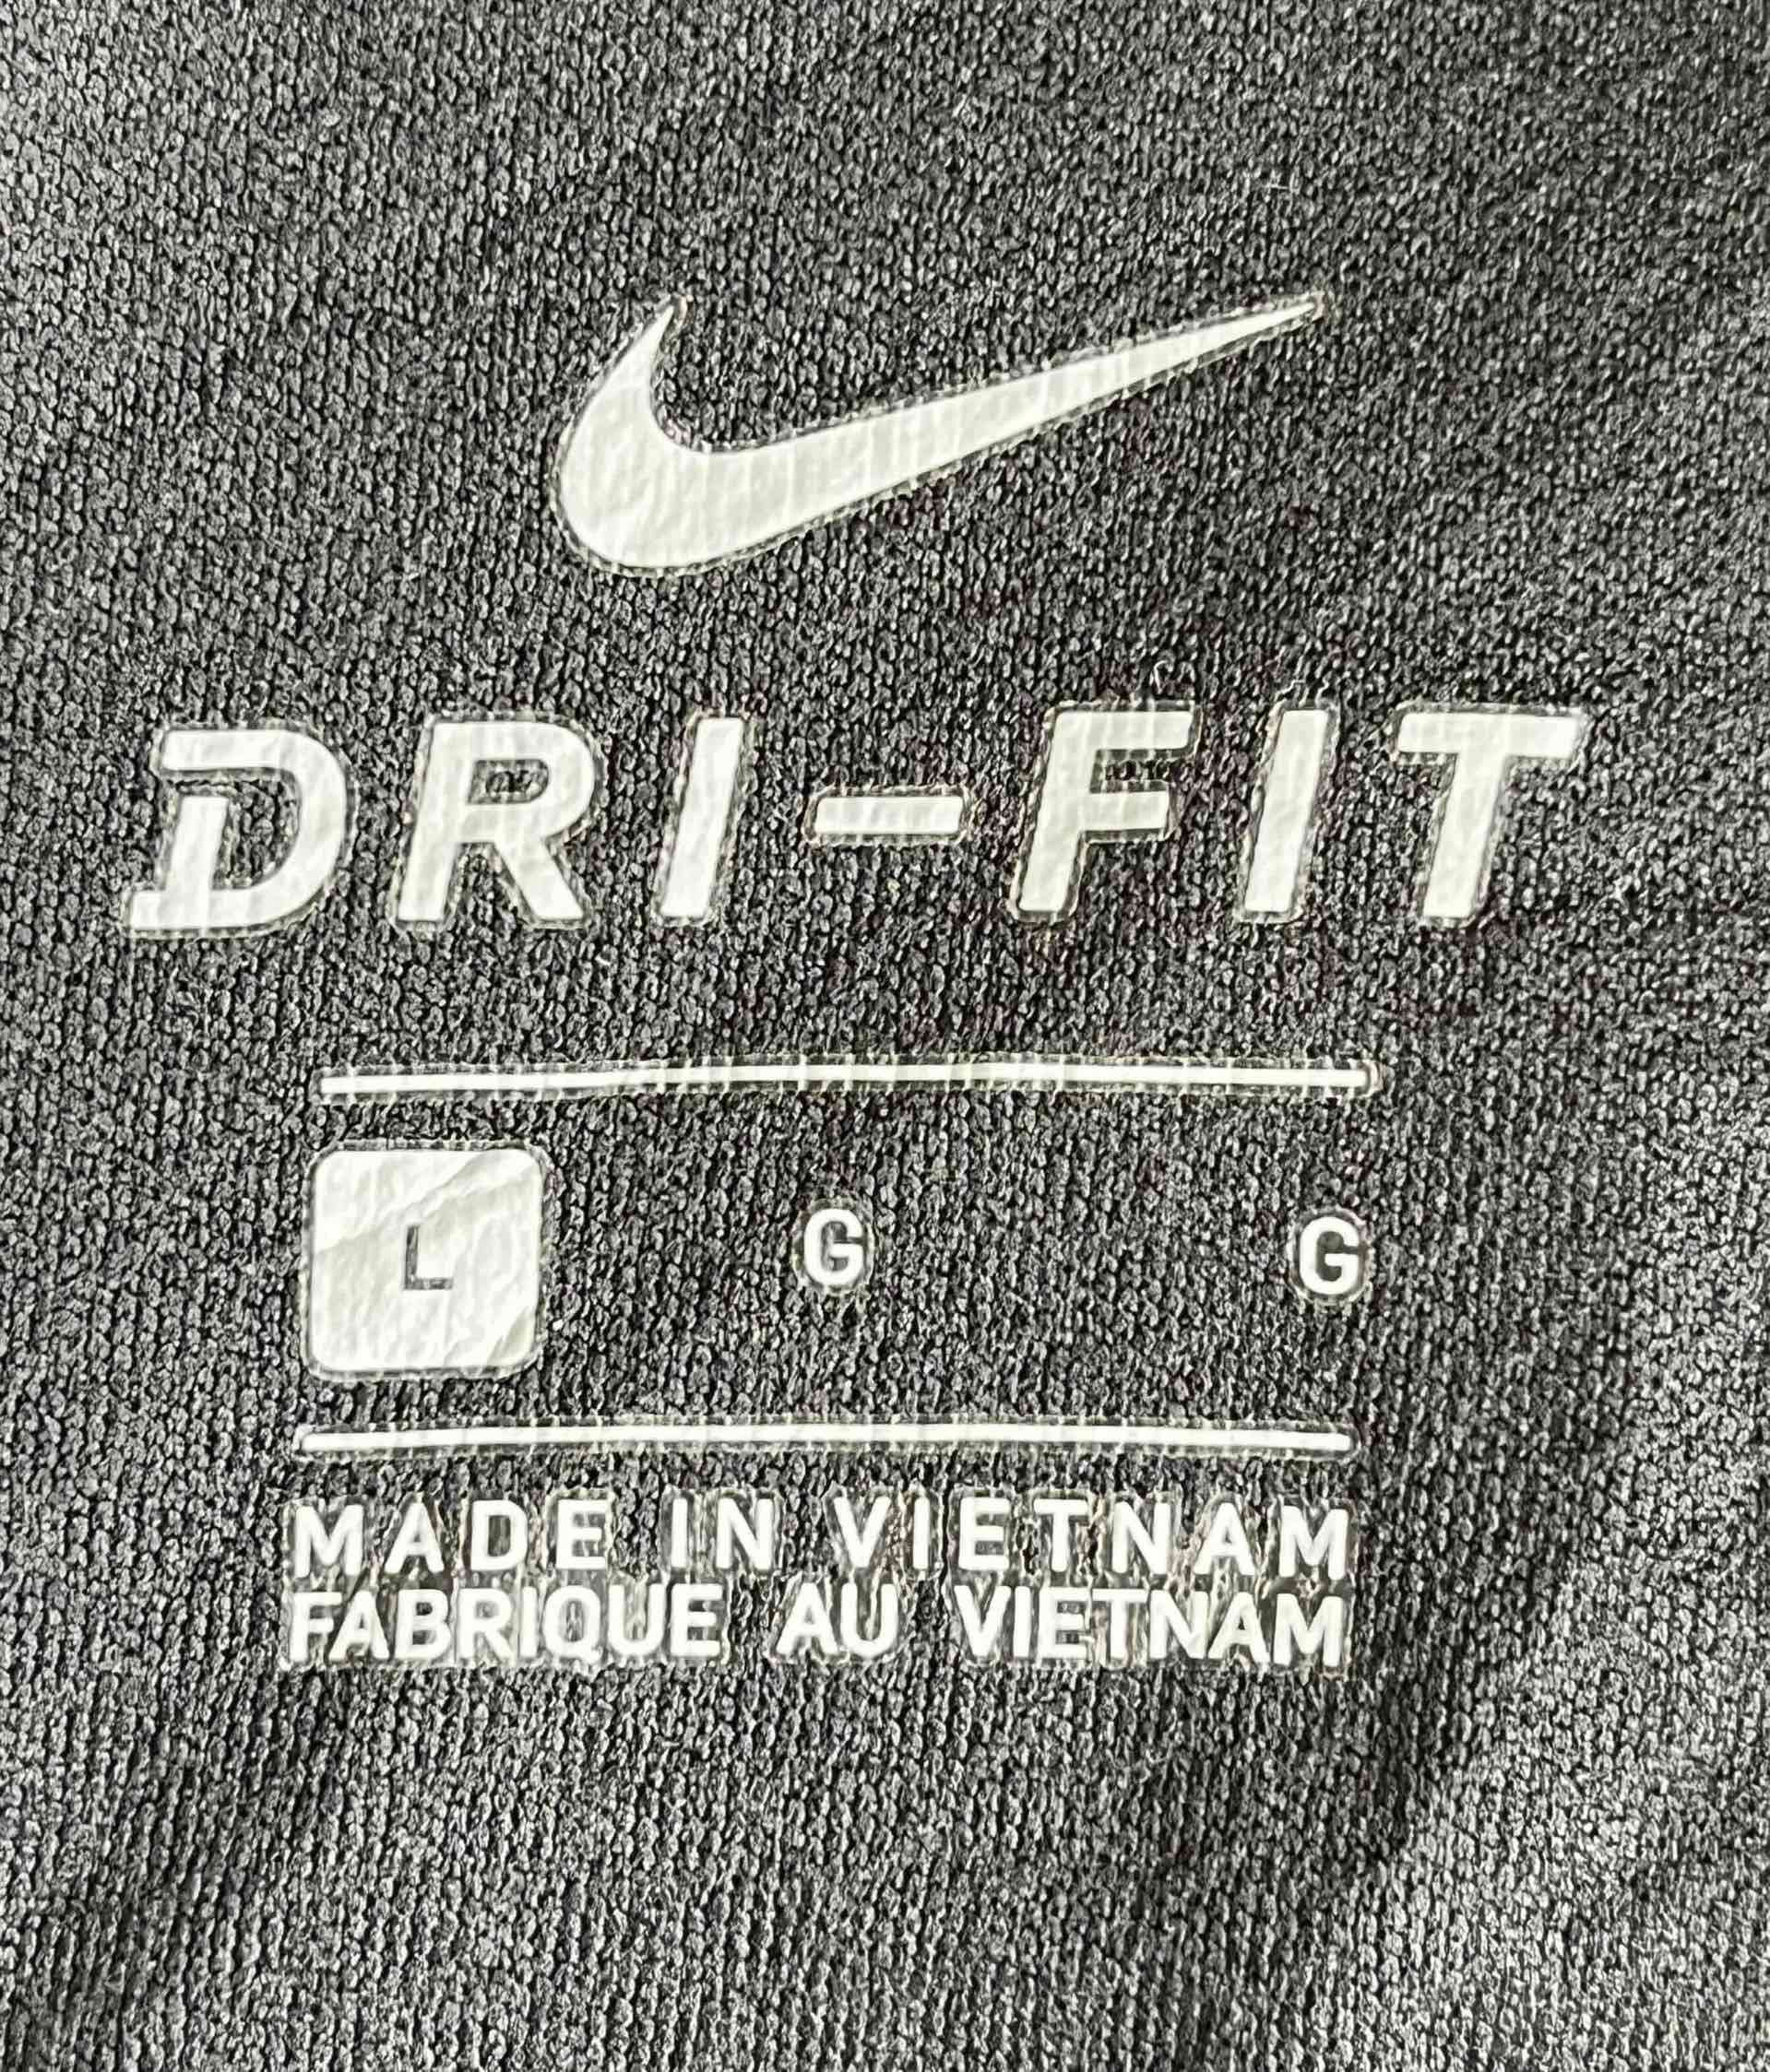 DRI-FIT
L G G
MADE IN VIETNAM
FABRIQUE AU VIETNAM